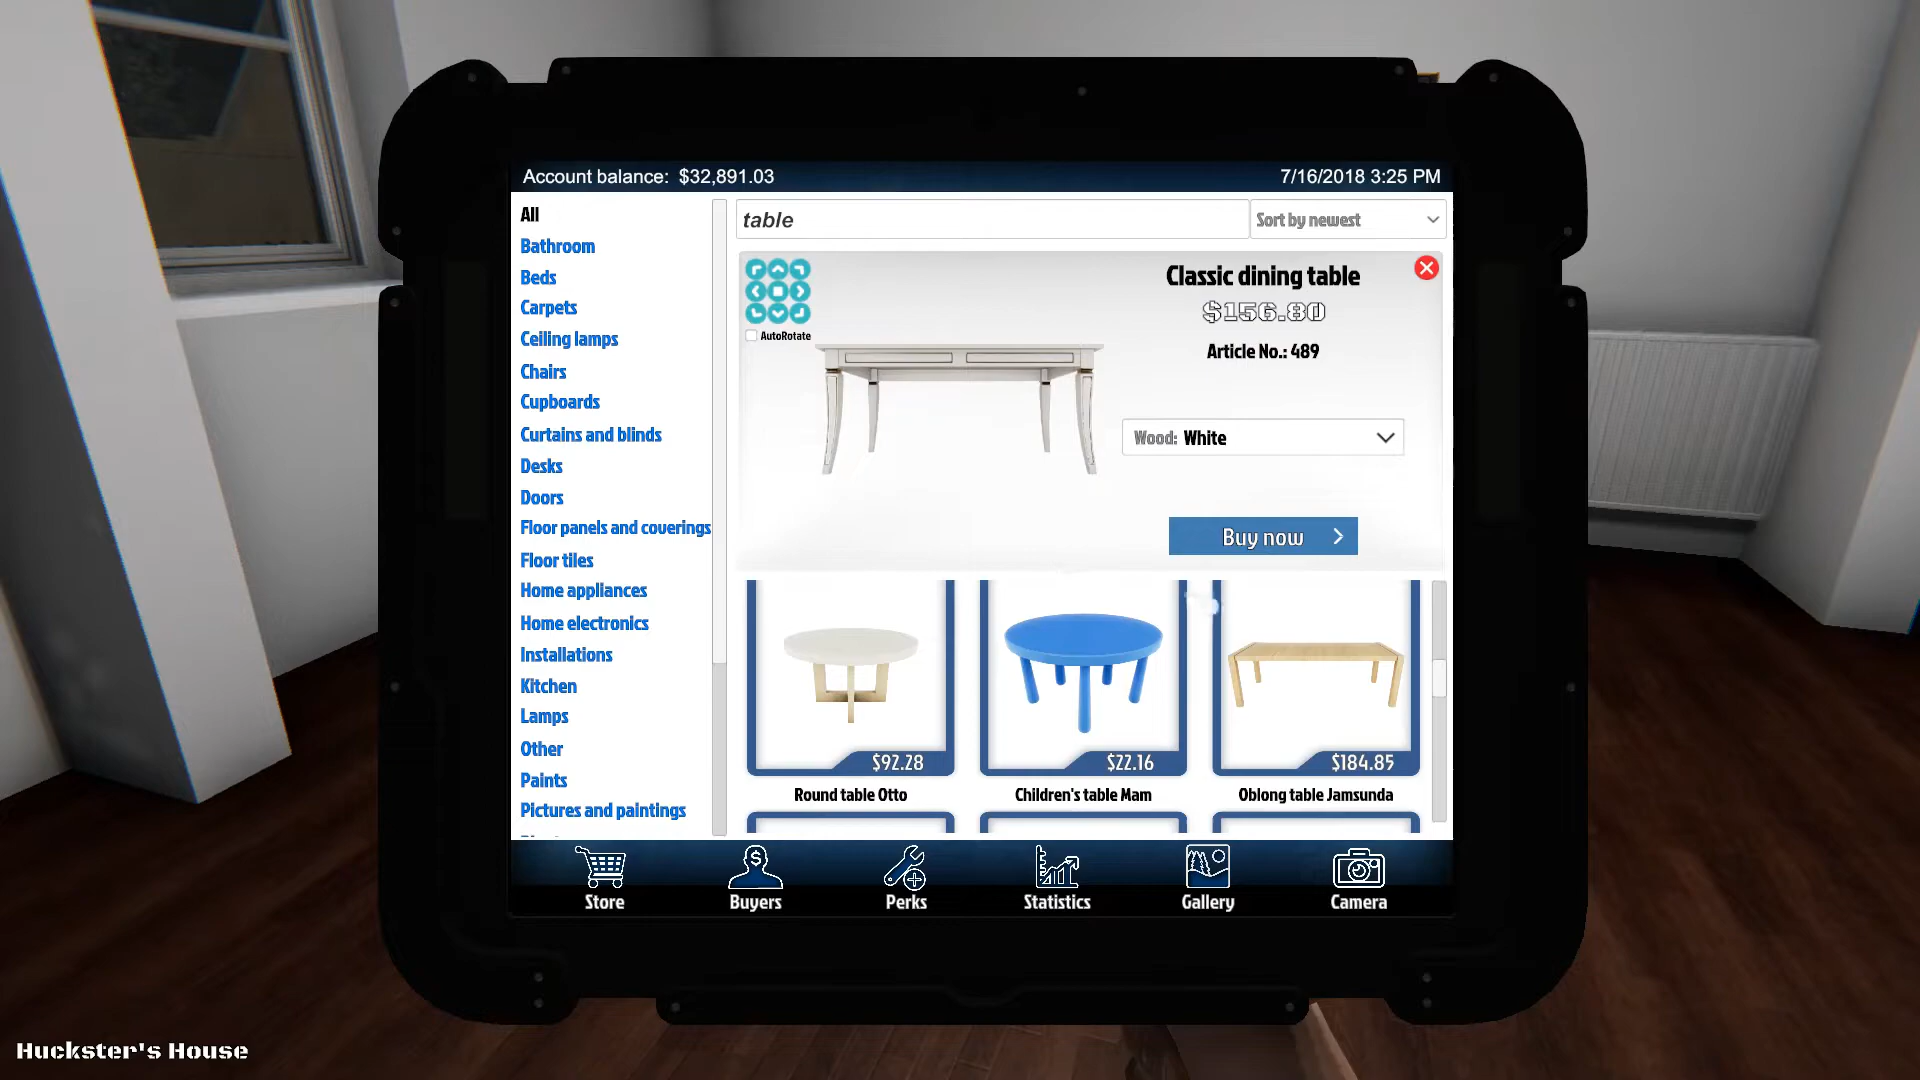 Account balance: $32,891.03
7/16/2018 3:25 PM
All
Bathroom
Beds
Carpets
Ceiling lamps
Chairs
Cupboards
Curtains and blinds
Desks
Doors
Floor panels and coverings
Floor tiles
Home appliances
Home electronics
Installations
Kitchen
Lamps
Other
Paints
Pictures and paintings
table
Sort by newest
AutoRotate
Classic dining table
$156.80
Article No.: 489
Wood: White
Buy now
$92.28
$22.16
$184.85
Round table Otto
Children's table Mam
Oblong table Jamsunda
Store
Buyers
Perks
Statistics
Gallery
Camera
Huckster's House